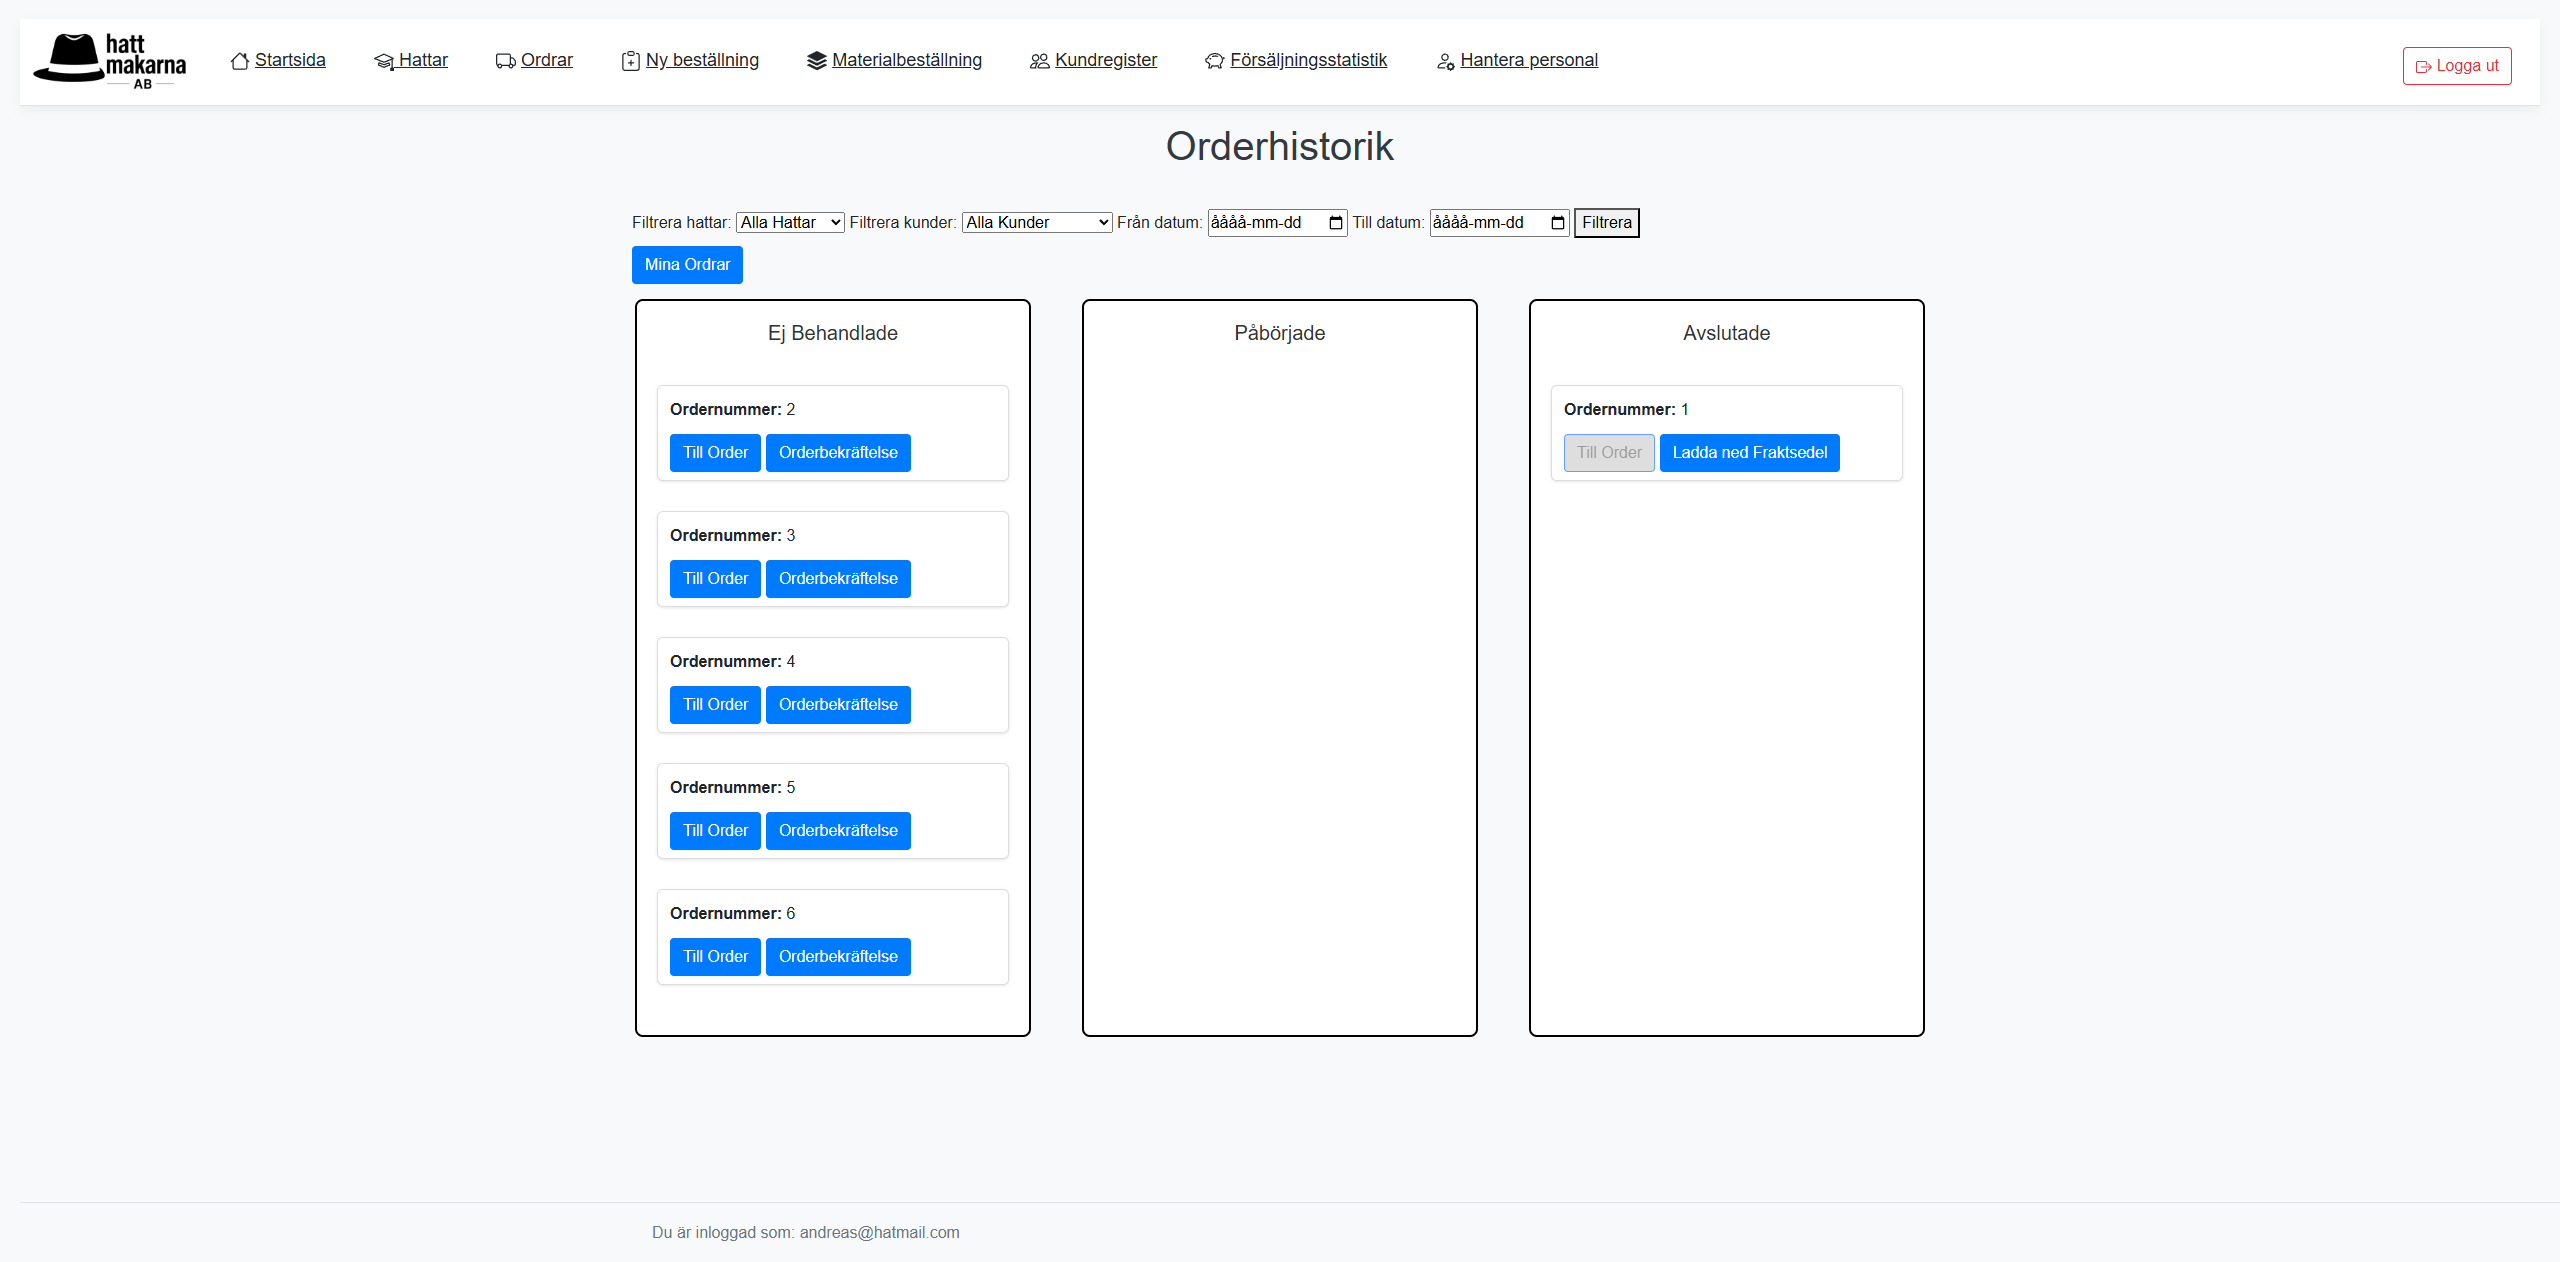 hatt
makarna
AB
Startsida Hattar Ordrar Ny beställning Materialbeställning Kundregister Försäljningsstatistik Hantera personal Logga ut
Orderhistorik
Filtrera hattar: Alla Hattar Filtrera kunder: Alla Kunder Från datum: åååå-mm-dd Till datum: åååå-mm-dd Filtrera
Mina Ordrar
Ej Behandlade
Ordernummer: 2
Till Order Orderbekräftelse
Ordernummer: 3
Till Order Orderbekräftelse
Ordernummer: 4
Till Order Orderbekräftelse
Ordernummer: 5
Till Order Orderbekräftelse
Ordernummer: 6
Till Order Orderbekräftelse
Påbörjade
Avslutade
Ordernummer: 1
Till Order Ladda ned Fraktsedel
Du är inloggad som: andreas@hatmail.com